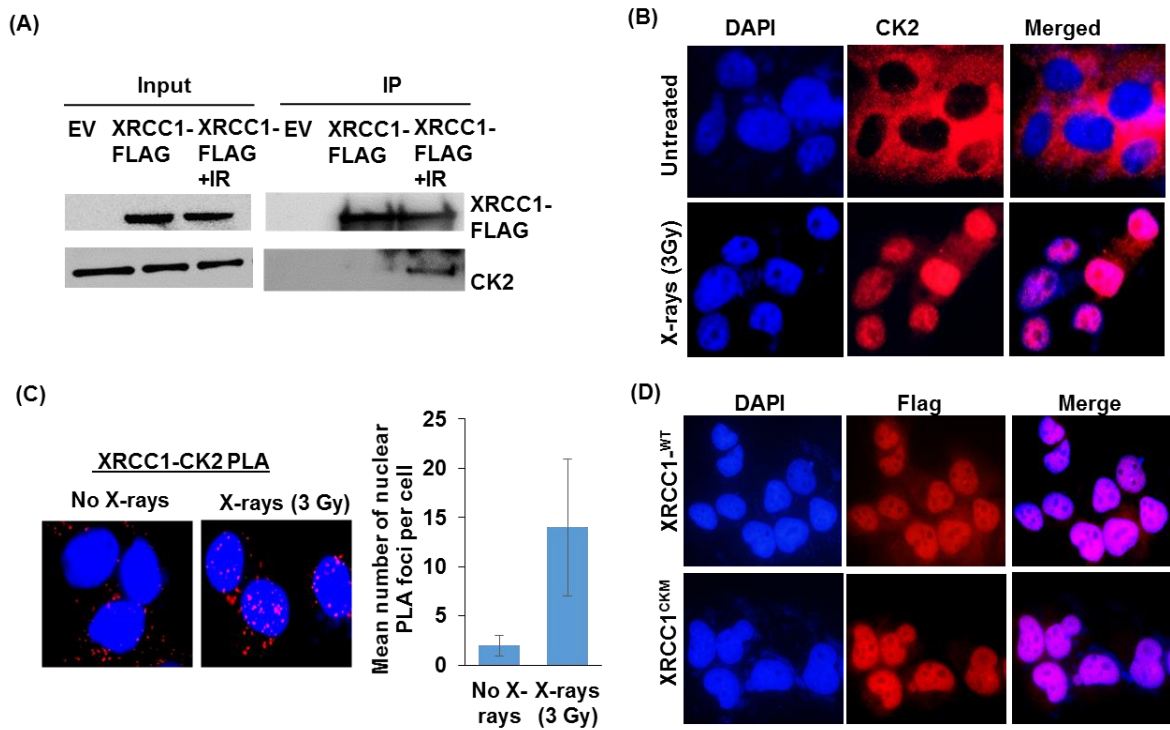 (A)
Input
IP
EV
XRCC1-
FLAG
XRCC1-
FLAG
+IR
EV
XRCC1-
FLAG
XRCC1-
FLAG
+IR
XRCC1-
FLAG
CK2
(B)
DAPI
CK2
Merged
Untreated
X-rays (3Gy)
(C)
XRCC1-CK2 PLA
No X-rays
X-rays (3 Gy)
Mean number of nuclear
PLA foci per cell
25
20
15
10
5
0
No X-
rays
X-rays
(3 Gy)
(D)
DAPI
Flag
Merge
XRCC1-WT
XRCC1CKM